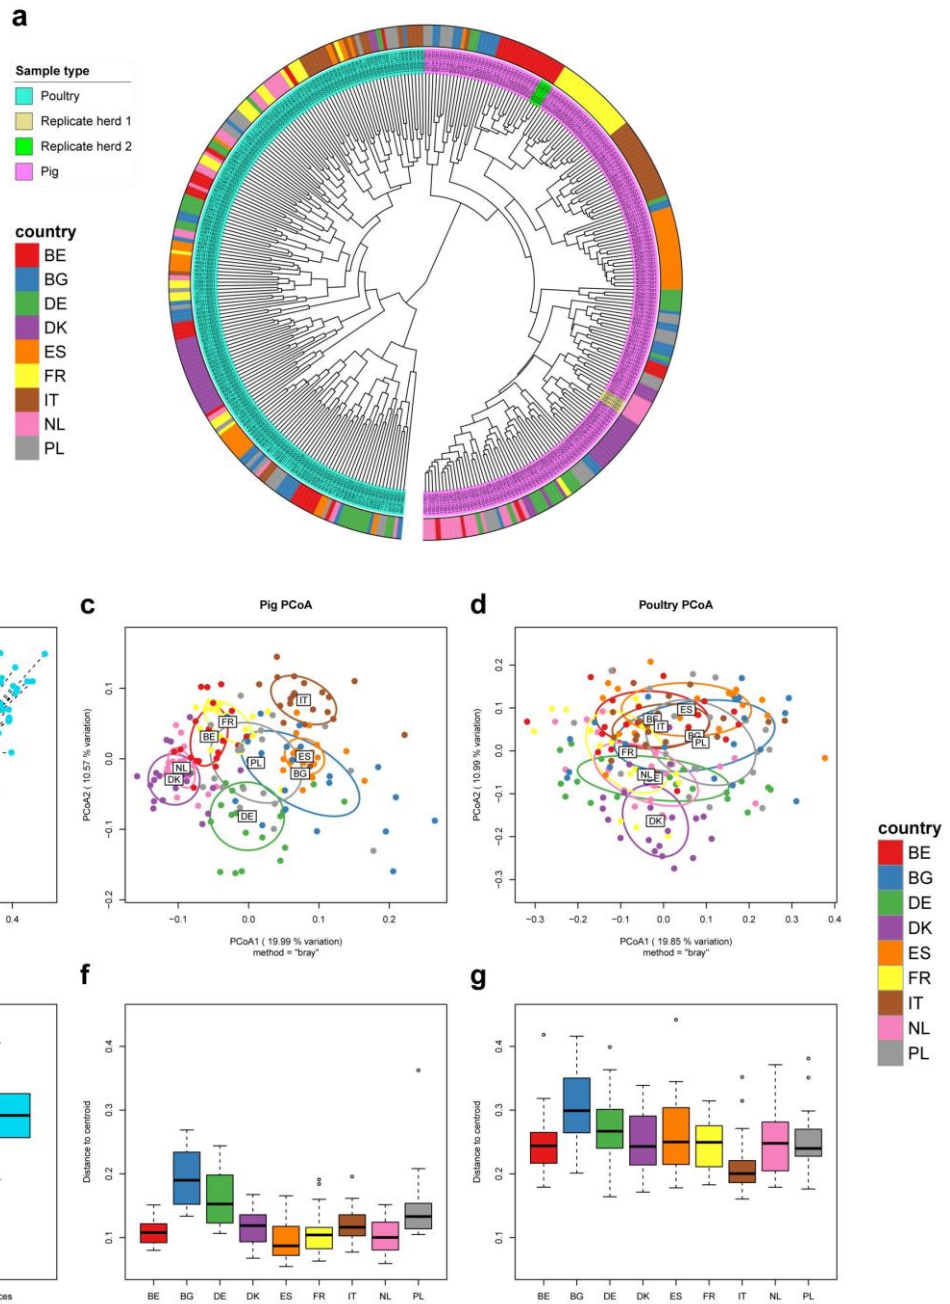 a
Sample type
Poultry
Replicate herd 1
Replicate herd 2
Pig
country
BE
BG
DE
DK
ES
FR
IT
NL
PL
c
Pig PCoA
PCoA2 ( 10.57 % variation)
0.1
0.0
−0.1
−0.2
IT
FR
BE
PL
ES
BG
NL
DK
DE
0.4
−0.1
0.0
0.1
0.2
PCoA1 ( 19.99 % variation)
method = "bray"
d
Poultry PCoA
PCoA2 ( 10.99 % variation)
0.2
0.1
0.0
−0.1
−0.2
−0.3
ES
BE
IT
BG
PL
FR
NL
DE
DK
−0.3
−0.2
−0.1
0.0
0.1
0.2
0.3
0.4
PCoA1 ( 19.85 % variation)
method = "bray"
country
BE
BG
DE
DK
ES
FR
IT
NL
PL
f
Distance to centroid
0.4
0.3
0.2
0.1
BE BG DE DK ES FR IT NL PL
g
Distance to centroid
0.4
0.3
0.2
0.1
BE BG DE DK ES FR IT NL PL